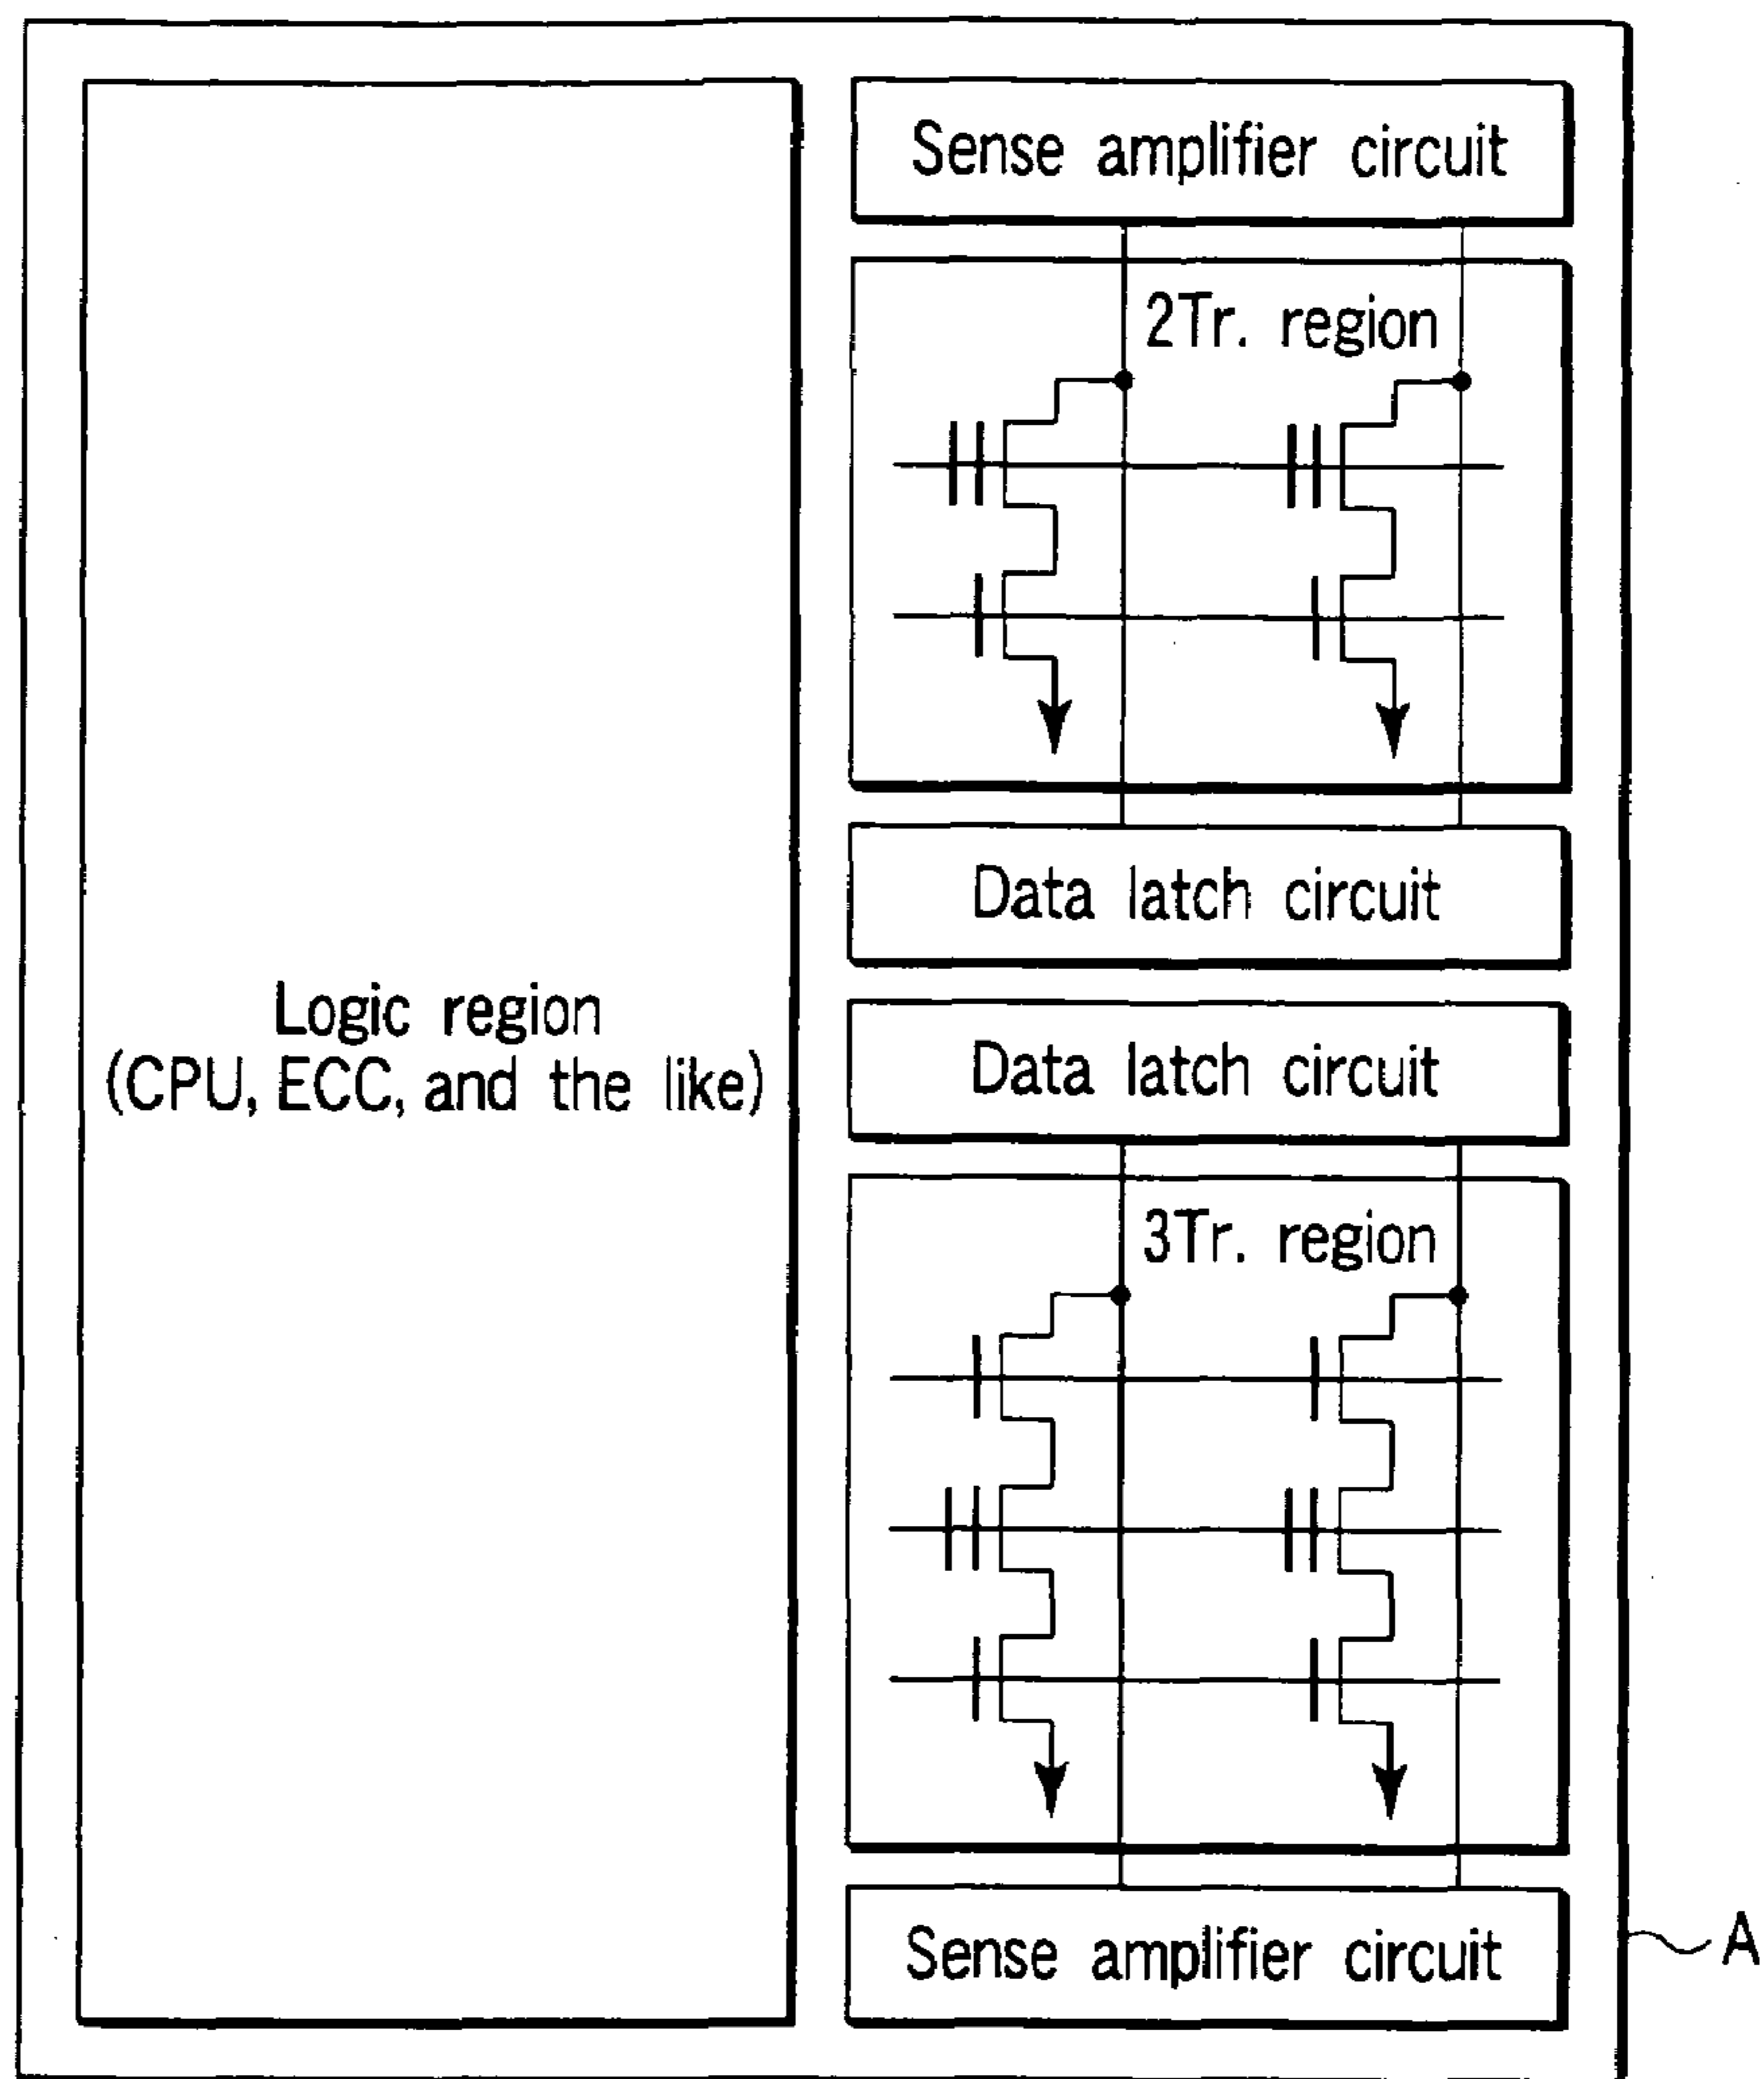 Sense amplifier circuit
2Tr. region
Data latch circuit
Logic region
(CPU, ECC, and the like)
Data latch circuit
3Tr. region
Sense amplifier circuit
A